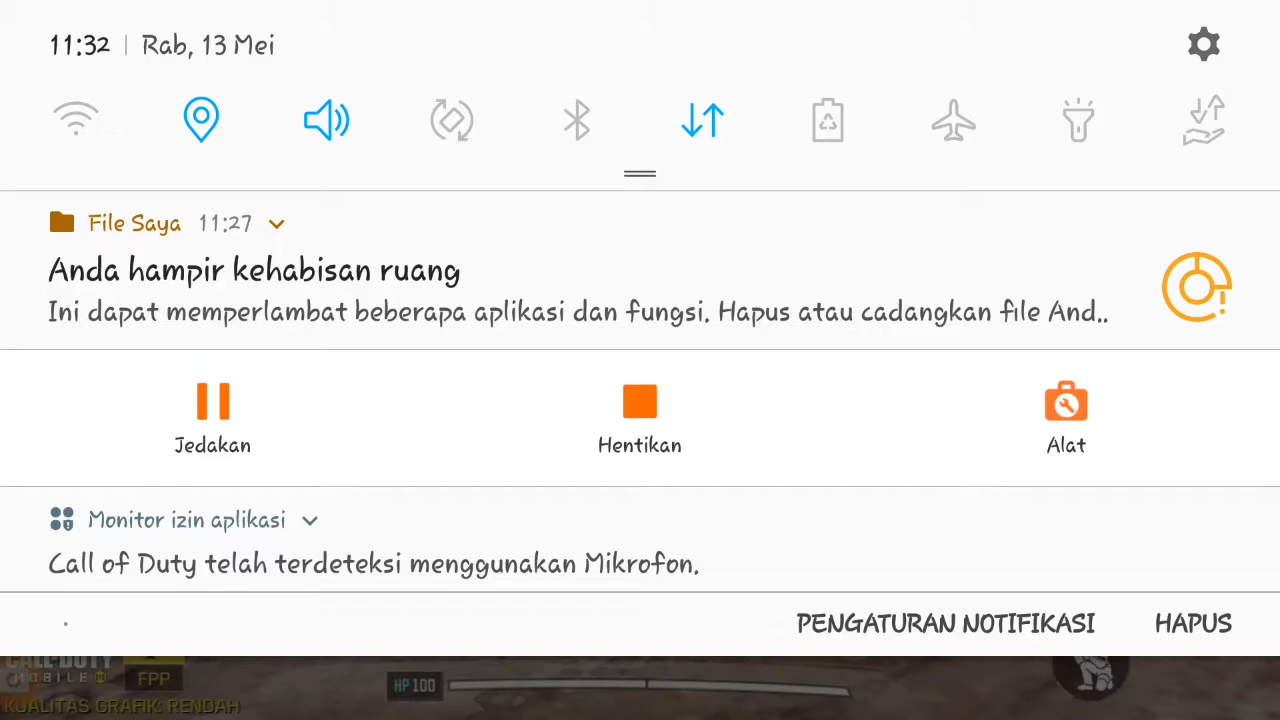 11:32 | Rab, 13 Mei
File Saya 11:27
Anda hampir kehabisan ruang
Ini dapat memperlambat beberapa aplikasi dan fungsi. Hapus atau cadangkan file And..
Jedakan
Hentikan
Alat
Monitor izin aplikasi
Call of Duty telah terdeteksi menggunakan Mikrofon.
PENGATURAN NOTIFIKASI
HAPUS
CALL OF DUTY
MOBILE
FPP
HP 100
KUALITAS GRAFIK: RENDAH